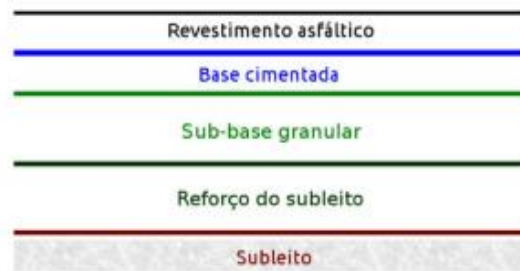 Revestimento asfáltico
Base cimentada
Sub-base granular
Reforço do subleito
Subleito